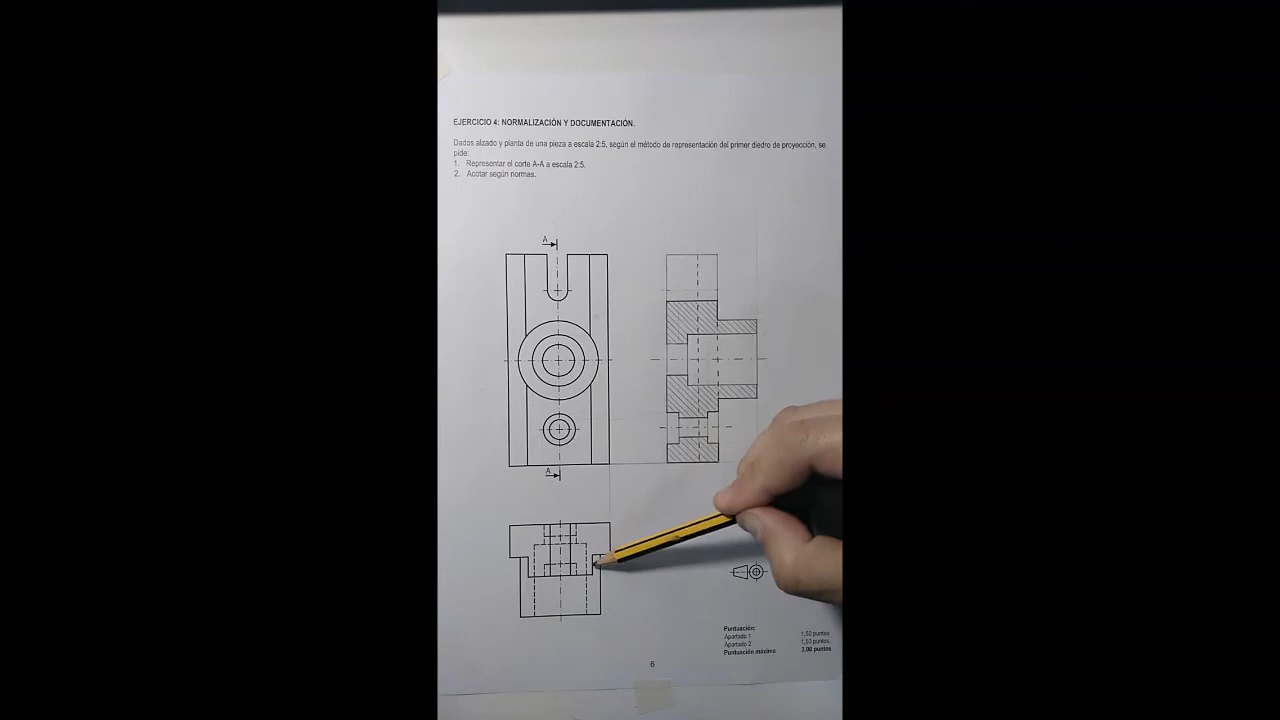 EJERCICIO 4: NORMALIZACIÓN Y DOCUMENTACIÓN.
Dados alzado y planta de una pieza a escala 2:5, según el método de representación del primer diedro de proyección, se
pide:
1. Representar el corte A-A a escala 2:5.
2. Acotar según normas.
A
A
Puntuación:
Apartado 1 1,50 puntos
Apartado 2 1,50 puntos
Puntuación máxima 3,00 puntos
6